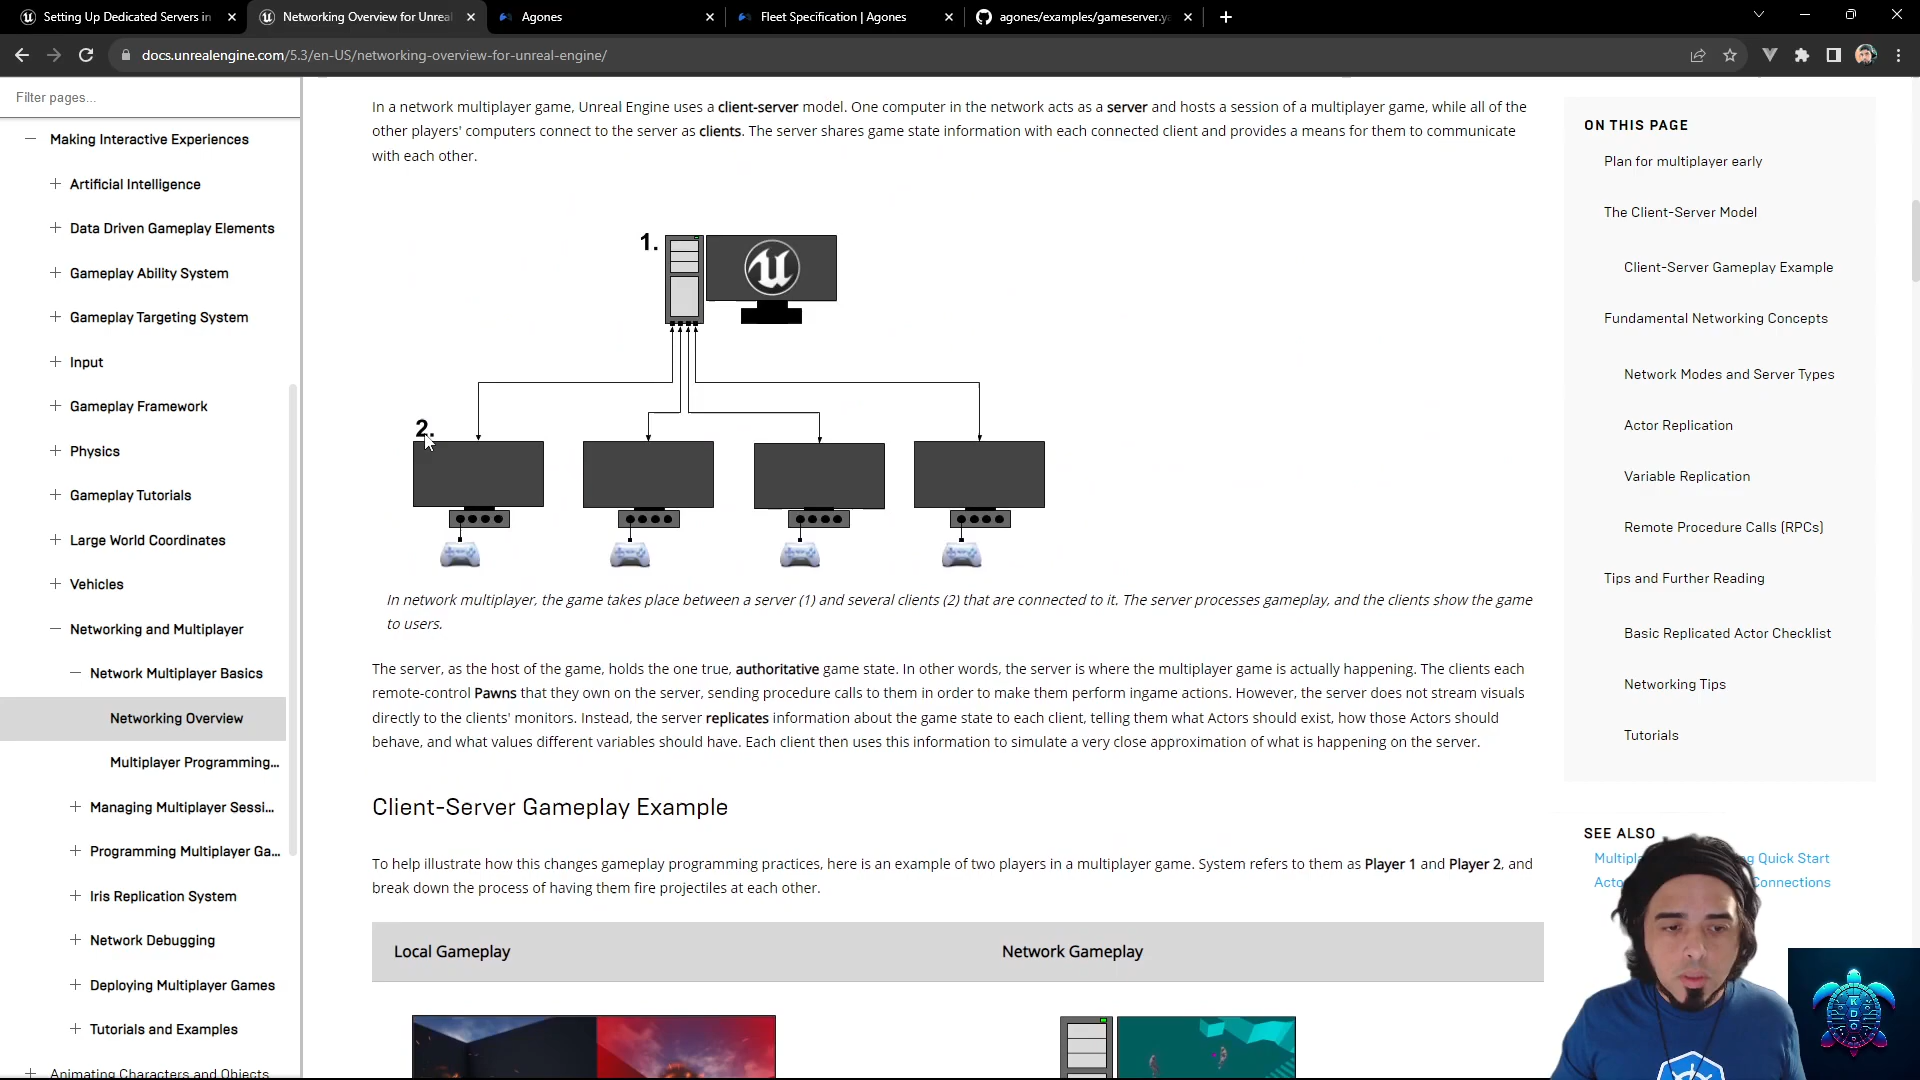 Setting Up Dedicated Servers in
Networking Overview for Unreal
Agones
Fleet Specification | Agones
agones/examples/gameserver.ya
docs.unrealengine.com/5.3/en-US/networking-overview-for-unreal-engine/
Filter pages...
Making Interactive Experiences
Artificial Intelligence
Data Driven Gameplay Elements
Gameplay Ability System
Gameplay Targeting System
Input
Gameplay Framework
Physics
Gameplay Tutorials
Large World Coordinates
Vehicles
Networking and Multiplayer
Network Multiplayer Basics
Networking Overview
Multiplayer Programming...
Managing Multiplayer Sessi...
Programming Multiplayer Ga...
Iris Replication System
Network Debugging
Deploying Multiplayer Games
Tutorials and Examples
Animating Characters and Objects
In a network multiplayer game, Unreal Engine uses a client-server model. One computer in the network acts as a server and hosts a session of a multiplayer game, while all of the
other players' computers connect to the server as clients. The server shares game state information with each connected client and provides a means for them to communicate
with each other.
1.
2.
In network multiplayer, the game takes place between a server (1) and several clients (2) that are connected to it. The server processes gameplay, and the clients show the game
to users.
The server, as the host of the game, holds the one true, authoritative game state. In other words, the server is where the multiplayer game is actually happening. The clients each
remote-control Pawns that they own on the server, sending procedure calls to them in order to make them perform ingame actions. However, the server does not stream visuals
directly to the clients' monitors. Instead, the server replicates information about the game state to each client, telling them what Actors should exist, how those Actors should
behave, and what values different variables should have. Each client then uses this information to simulate a very close approximation of what is happening on the server.
Client-Server Gameplay Example
To help illustrate how this changes gameplay programming practices, here is an example of two players in a multiplayer game. System refers to them as Player 1 and Player 2, and
break down the process of having them fire projectiles at each other.
Local Gameplay
Network Gameplay
ON THIS PAGE
Plan for multiplayer early
The Client-Server Model
Client-Server Gameplay Example
Fundamental Networking Concepts
Network Modes and Server Types
Actor Replication
Variable Replication
Remote Procedure Calls (RPCs)
Tips and Further Reading
Basic Replicated Actor Checklist
Networking Tips
Tutorials
SEE ALSO
Quick Start
Connections
K
D
O